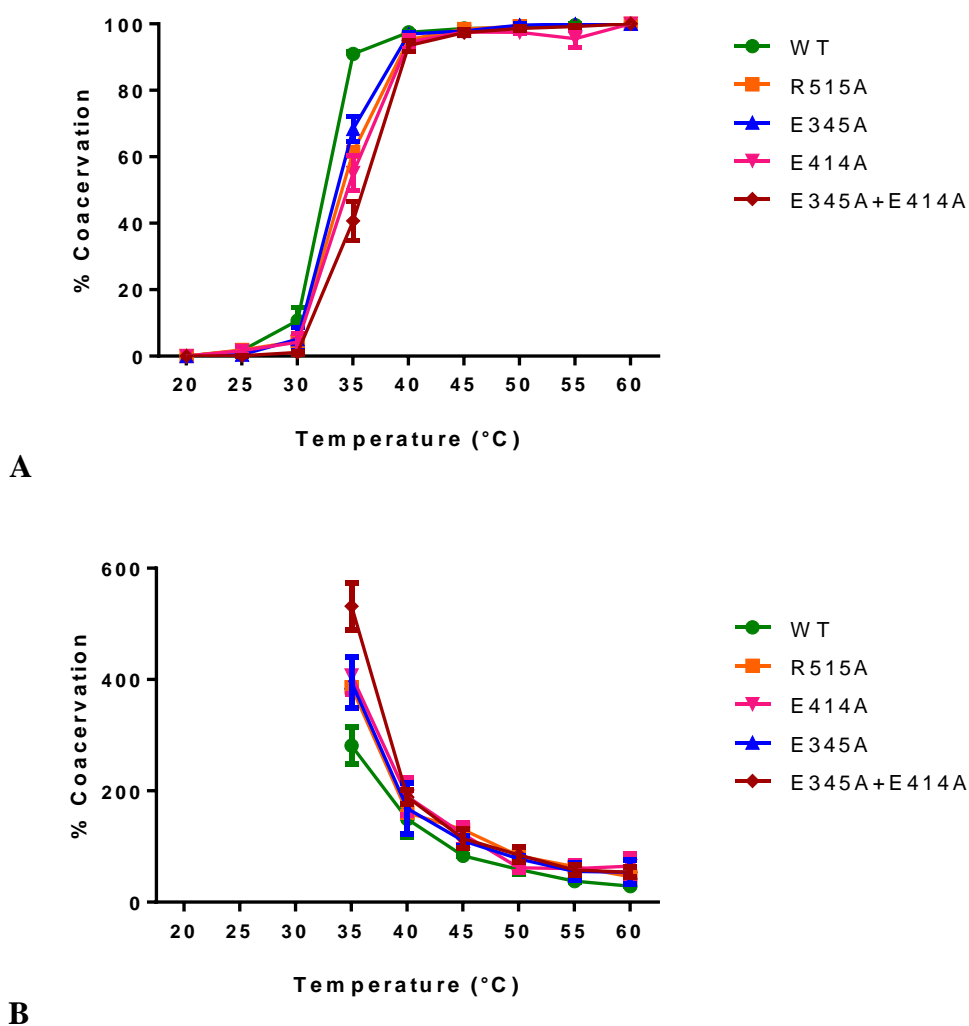 100
80
60
40
20
0
% Coacervation
20 25 30 35 40 45 50 55 60
Temperature (°C)
WT
R515A
E345A
E414A
E345A+E414A
A
600
400
200
0
% Coacervation
20 25 30 35 40 45 50 55 60
Temperature (°C)
WT
R515A
E414A
E345A
E345A+E414A
B